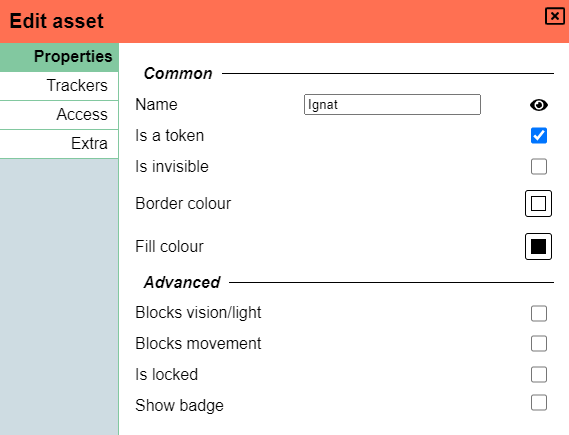 Edit asset
Properties
Trackers
Access
Extra
Common
Name Ignat
Is a token
Is invisible
Border colour
Fill colour
Advanced
Blocks vision/light
Blocks movement
Is locked
Show badge